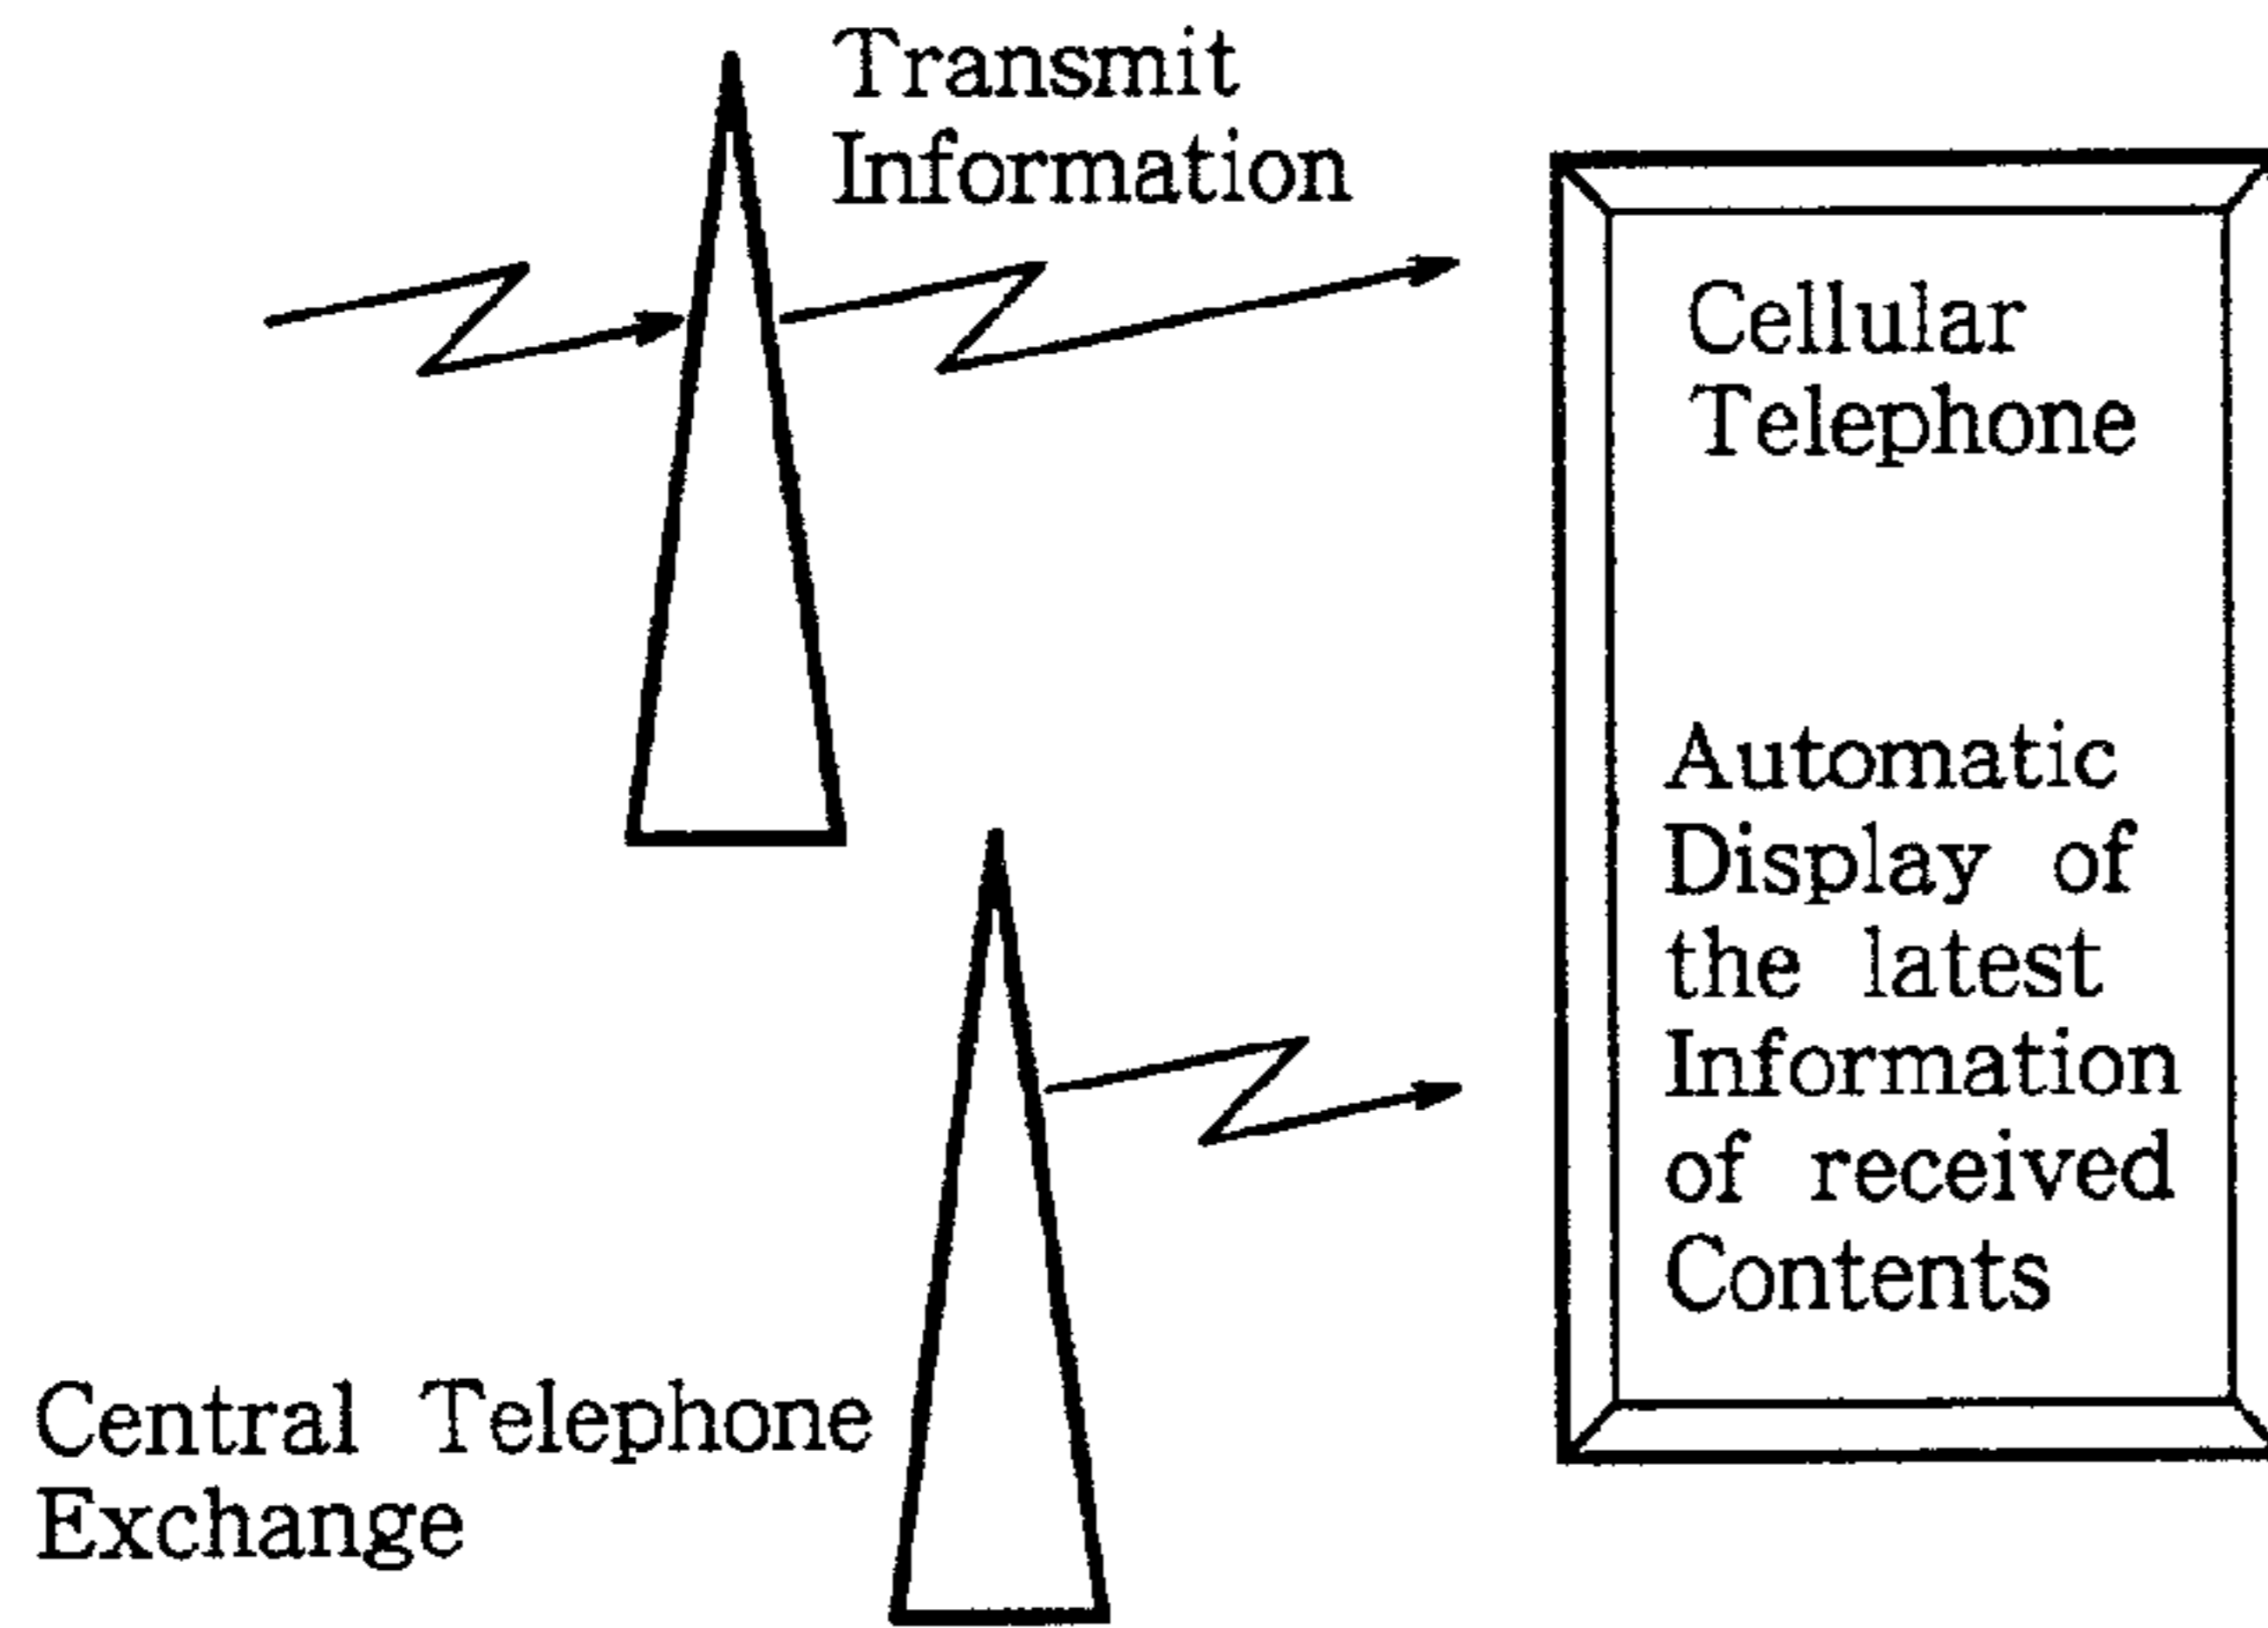 Transmit
Information
Cellular
Telephone
Automatic
Display of
the latest
Information
of received
Contents
Central Telephone
Exchange